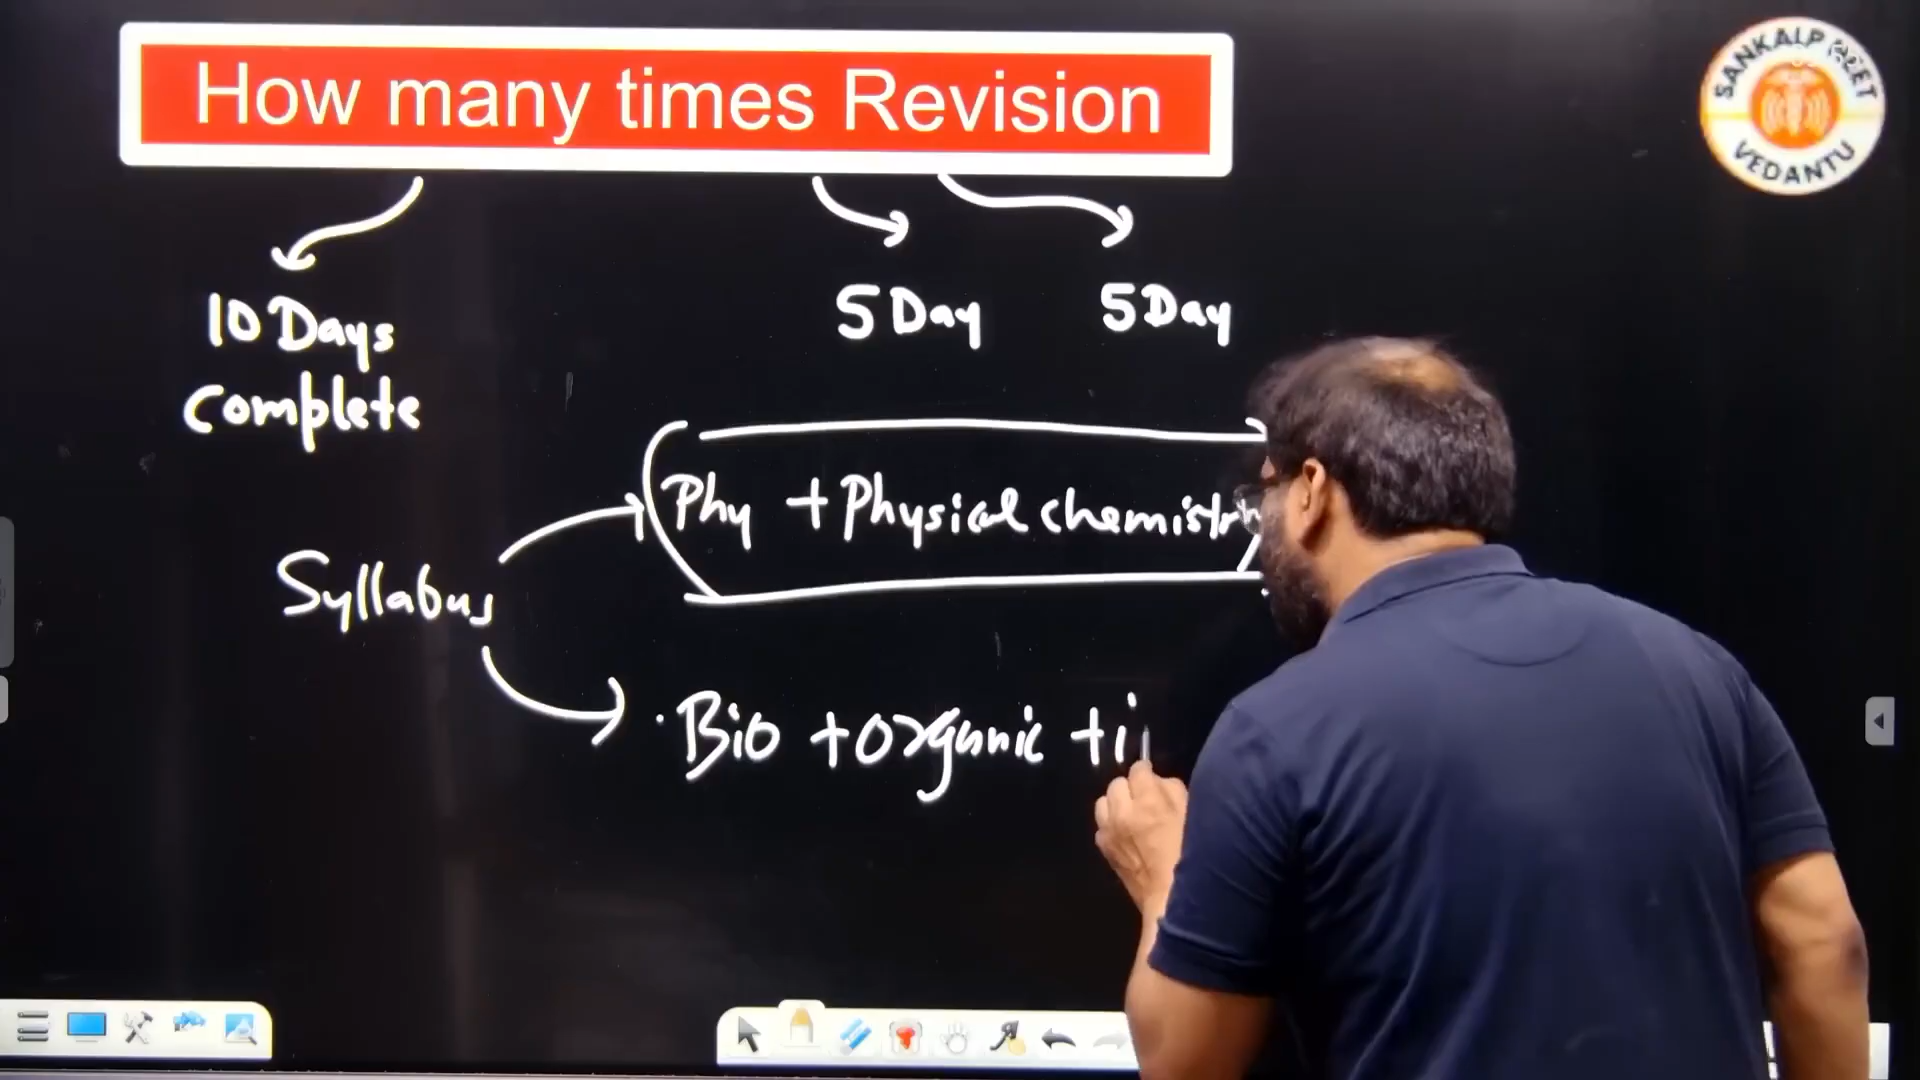 How many times Revision
SANKALP NEET
VEDANTU
10 Days
complete
5 Day
5 Day
Syllabus
Phy + Physical chemistry
Bio + organic + i